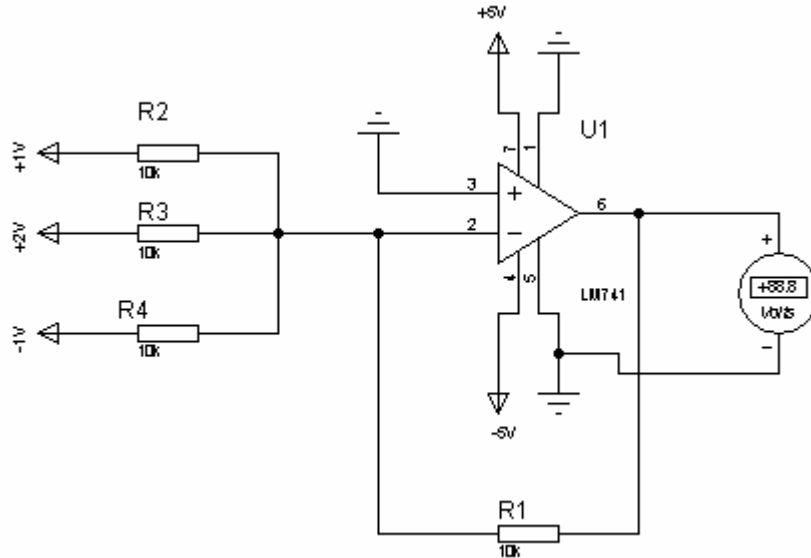 +5V
R2
U1
+1V
10k
7
1
3
+
R3
2
-
6
+2V
10k
+
4
5
LM741
+88.8
Volts
R4
-1V
10k
-
-5V
R1
10k